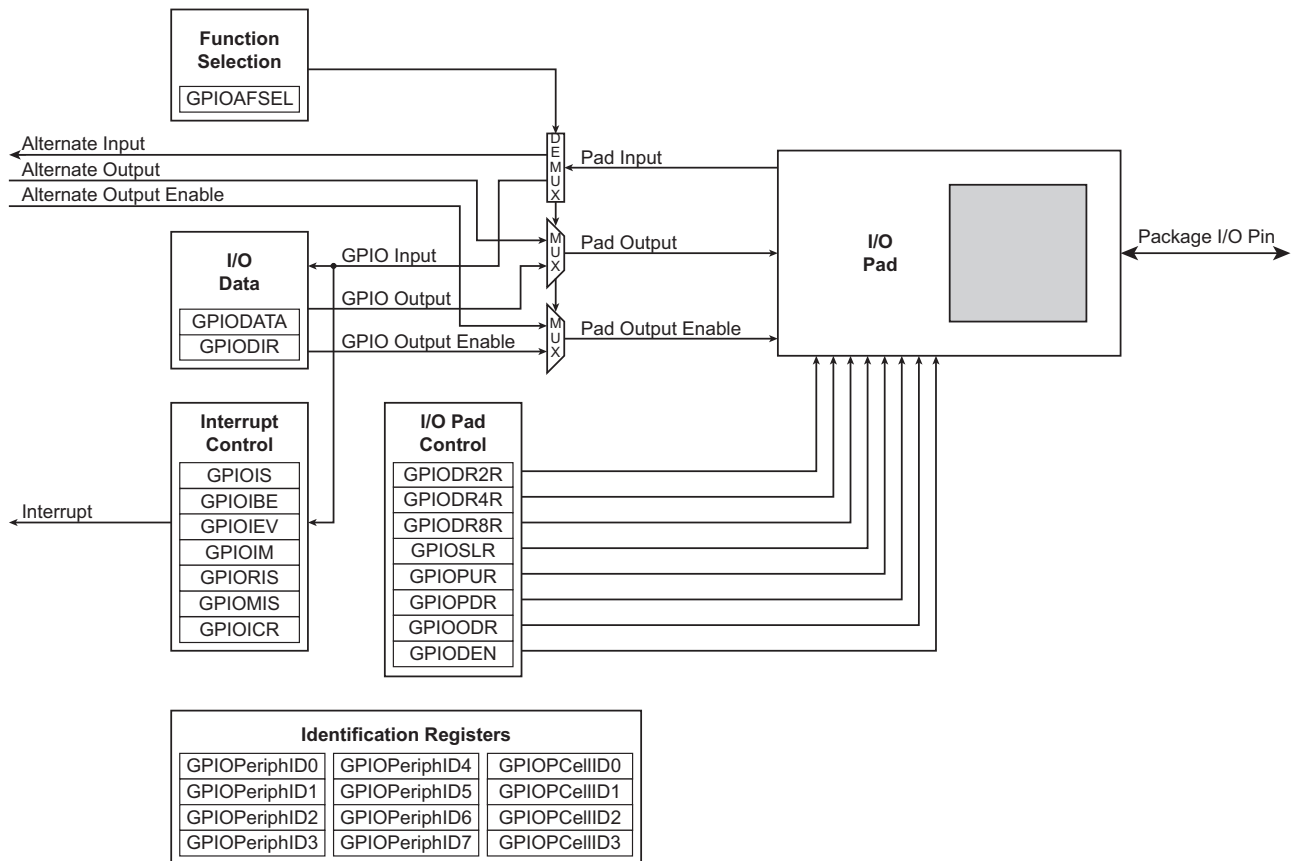 Function
Selection
GPIOAFSEL
Alternate Input
Alternate Output
Alternate Output Enable
DEMUX
Pad Input
MUX
Pad Output
MUX
Pad Output Enable
I/O
Data
GPIODATA
GPIODIR
GPIO Input
GPIO Output
GPIO Output Enable
I/O
Pad
Package I/O Pin
Interrupt
Control
GPIOIS
GPIOIBE
GPIOIEV
GPIOIM
GPIORIS
GPIOMIS
GPIOICR
Interrupt
I/O Pad
Control
GPIODR2R
GPIODR4R
GPIODR8R
GPIOSLR
GPIOPUR
GPIOPDR
GPIOODR
GPIODEN
Identification Registers
GPIOPeriphID0 GPIOPeriphID4 GPIOPCellID0
GPIOPeriphID1 GPIOPeriphID5 GPIOPCellID1
GPIOPeriphID2 GPIOPeriphID6 GPIOPCellID2
GPIOPeriphID3 GPIOPeriphID7 GPIOPCellID3